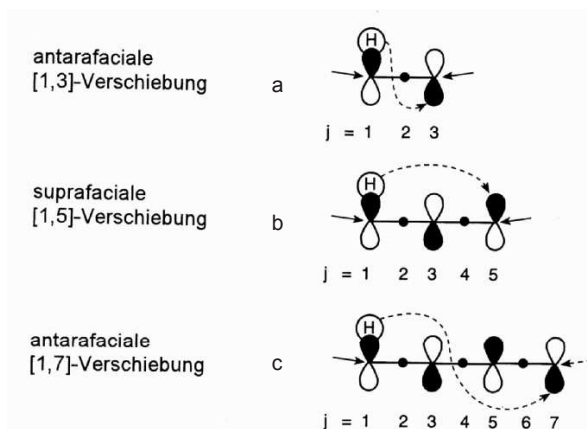 antarafaciale
[1,3]-Verschiebung
a
H
j = 1 2 3
suprafaciale
[1,5]-Verschiebung
b
H
j = 1 2 3 4 5
antarafaciale
[1,7]-Verschiebung
c
H
j = 1 2 3 4 5 6 7